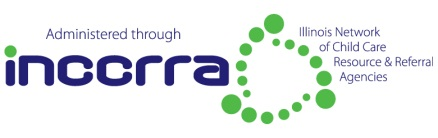 Administered through
inccrra
Illinois Network
of Child Care
Resource & Referral
Agencies